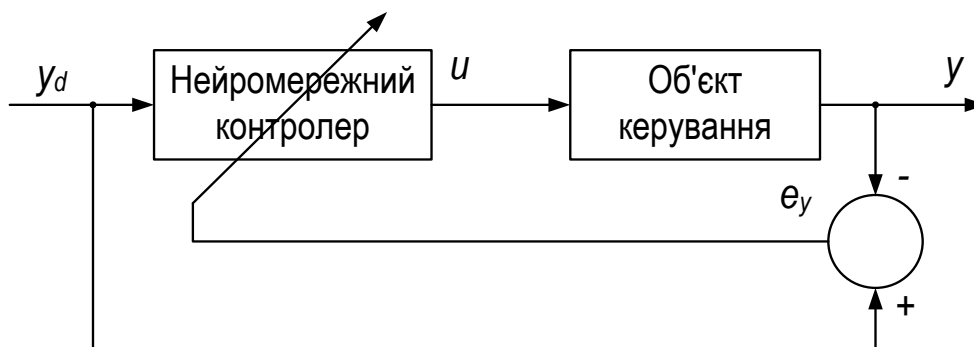 y_d
Нейромережний
контролер
u
Об'єкт
керування
y
e_y
-
+